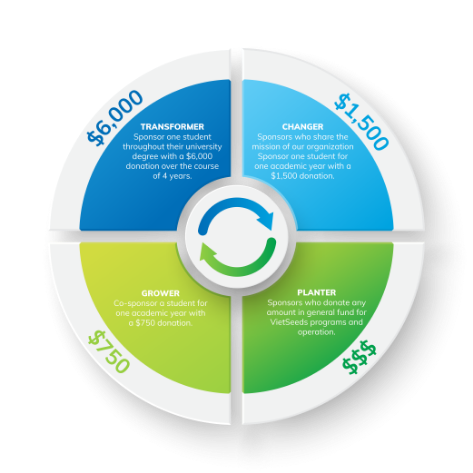 $6,000
TRANSFORMER
Sponsor one student
throughout their university
degree with a $6,000
donation over the course
of 4 years.
$1,500
CHANGER
Sponsors who share the
mission of our organization
Sponsor one student for
one academic year with a
$1,500 donation.
GROWER
Co-sponsor a student for
one academic year with
a $750 donation.
$750
PLANTER
Sponsors who donate any
amount in general fund for
VietSeeds programs and
operation.
$$$